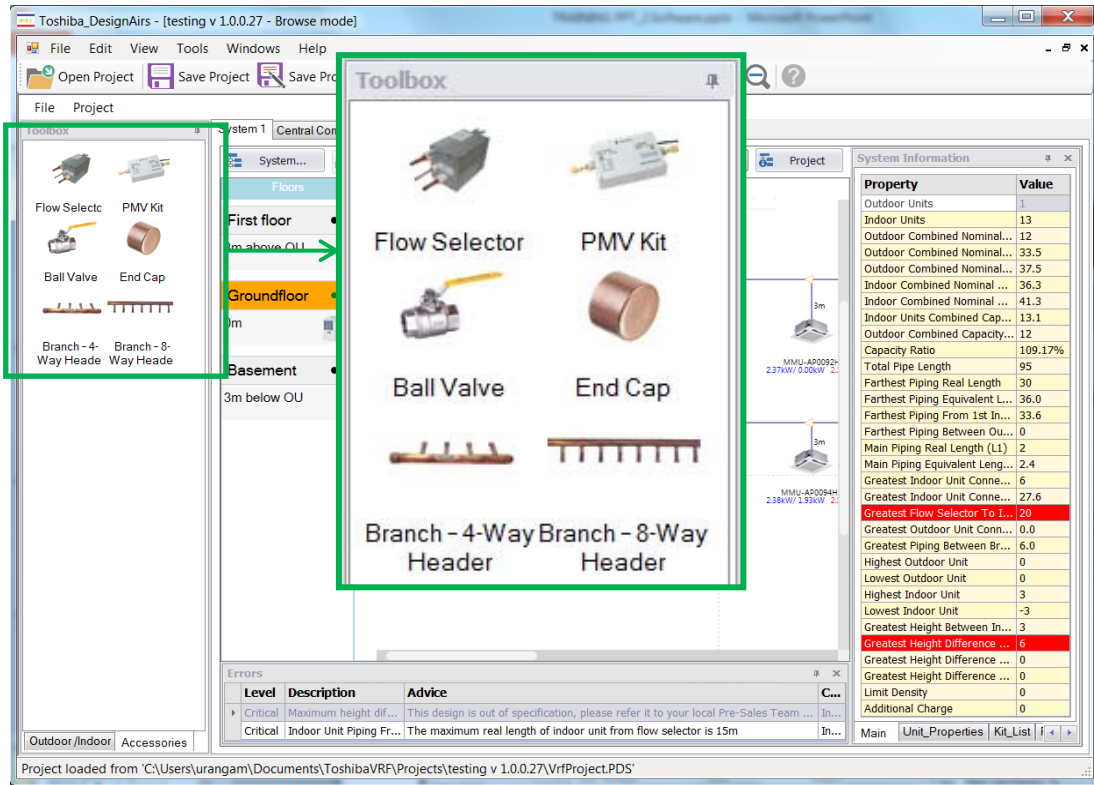 Toshiba_DesignAirs - [testing v 1.0.0.27 - Browse mode]
File Edit View Tools Windows Help
Open Project Save Project Save Pro
File Project
Toolbox
Flow Selectc PMV Kit
Ball Valve End Cap
Branch - 4- Branch - 8-
Way Heade Way Heade
Outdoor /Indoor Accessories
System 1 Central Con
System...
Project
Floors
First floor
3m above OU
Groundfloor
0m
Basement
3m below OU
Toolbox
Flow Selector PMV Kit
Ball Valve End Cap
Branch - 4-Way Branch - 8-Way
Header Header
3m
MMU-AP0092H
2.37kW/ 0.00kW 2.
3m
MMU-AP0094H
2.38kW/ 1.93kW 2.
System Information
Property Value
Outdoor Units 1
Indoor Units 13
Outdoor Combined Nominal... 12
Outdoor Combined Nominal... 33.5
Outdoor Combined Nominal... 37.5
Indoor Combined Nominal ... 36.3
Indoor Combined Nominal ... 41.3
Indoor Units Combined Cap... 13.1
Outdoor Combined Capacity... 12
Capacity Ratio 109.17%
Total Pipe Length 95
Farthest Piping Real Length 30
Farthest Piping Equivalent L... 36.0
Farthest Piping From 1st In... 33.6
Farthest Piping Between Ou... 0
Main Piping Real Length (L1) 2
Main Piping Equivalent Leng... 2.4
Greatest Indoor Unit Conne... 6
Greatest Indoor Unit Conne... 27.6
Greatest Flow Selector To I... 20
Greatest Outdoor Unit Conn... 0.0
Greatest Piping Between Br... 6.0
Highest Outdoor Unit 0
Lowest Outdoor Unit 0
Highest Indoor Unit 3
Lowest Indoor Unit -3
Greatest Height Between In... 3
Greatest Height Difference ... 6
Greatest Height Difference ... 0
Greatest Height Difference ... 0
Limit Density 0
Additional Charge 0
Main Unit_Properties Kit_List
Errors
Level Description Advice C...
Critical Maximum height dif... This design is out of specification, please refer it to your local Pre-Sales Team ... In...
Critical Indoor Unit Piping Fr... The maximum real length of indoor unit from flow selector is 15m In...
Project loaded from 'C:\Users\urangam\Documents\ToshibaVRF\Projects\testing v 1.0.0.27\VrfProject.PDS'